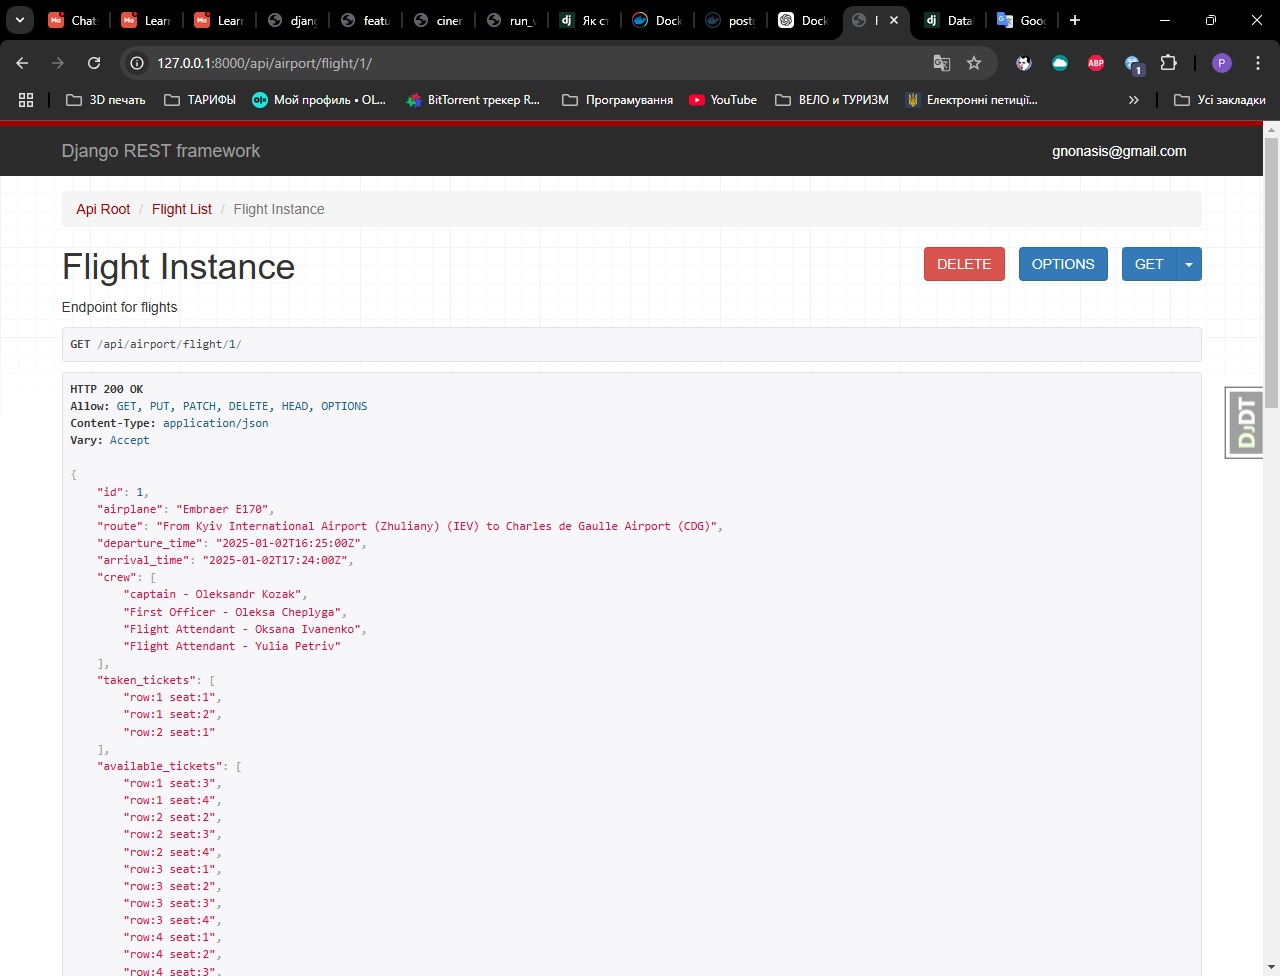 Chat
Learn
Learn
djan
featu
cinem
run_
Як ст
Dock
post
Dock
F
Datal
Goo
127.0.0.1:8000/api/airport/flight/1/
ABP
1
P
3D печать
ТАРИФЫ
Мой профиль • OL...
BitTorrent трекер R...
Програмування
YouTube
ВЕЛО и ТУРИЗМ
Електронні петиції...
Усі закладки
Django REST framework
gnonasis@gmail.com
Api Root / Flight List / Flight Instance
Flight Instance
DELETE
OPTIONS
GET
Endpoint for flights
GET /api/airport/flight/1/
HTTP 200 OK
Allow: GET, PUT, PATCH, DELETE, HEAD, OPTIONS
Content-Type: application/json
Vary: Accept
{
"id": 1,
"airplane": "Embraer E170",
"route": "From Kyiv International Airport (Zhuliany) (IEV) to Charles de Gaulle Airport (CDG)",
"departure_time": "2025-01-02T16:25:00Z",
"arrival_time": "2025-01-02T17:24:00Z",
"crew": [
"captain - Oleksandr Kozak",
"First Officer - Oleksa Cheplyga",
"Flight Attendant - Oksana Ivanenko",
"Flight Attendant - Yulia Petriv"
],
"taken_tickets": [
"row:1 seat:1",
"row:1 seat:2",
"row:2 seat:1"
],
"available_tickets": [
"row:1 seat:3",
"row:1 seat:4",
"row:2 seat:2",
"row:2 seat:3",
"row:2 seat:4",
"row:3 seat:1",
"row:3 seat:2",
"row:3 seat:3",
"row:3 seat:4",
"row:4 seat:1",
"row:4 seat:2",
"row:4 seat:3",
DJDT